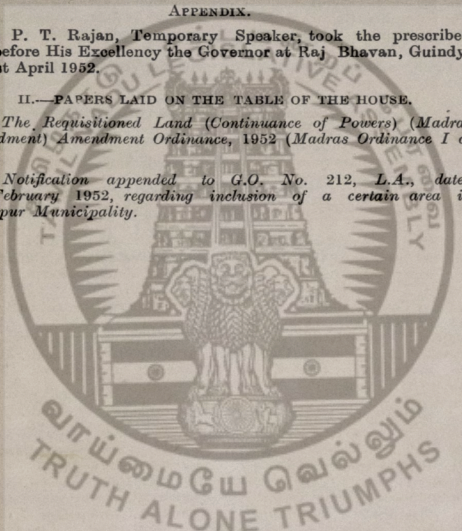 APPENDIX.
P. T. Rajan, Temporary Speaker, took the prescribe
before His Excellency the Governor at Raj Bhavan, Guindy
t April 1952.
II.—PAPERS LAID ON THE TABLE OF THE HOUSE.
The Requisitioned Land (Continuance of Powers) (Madra
dment) Amendment Ordinance, 1952 (Madras Ordinance I o
Notification appended to G.O. No. 212, L.A., date
ebruary 1952, regarding inclusion of a certain area i
pur Municipality.
வாய்மையே வெல்லும்
TRUTH ALONE TRIUMPHS